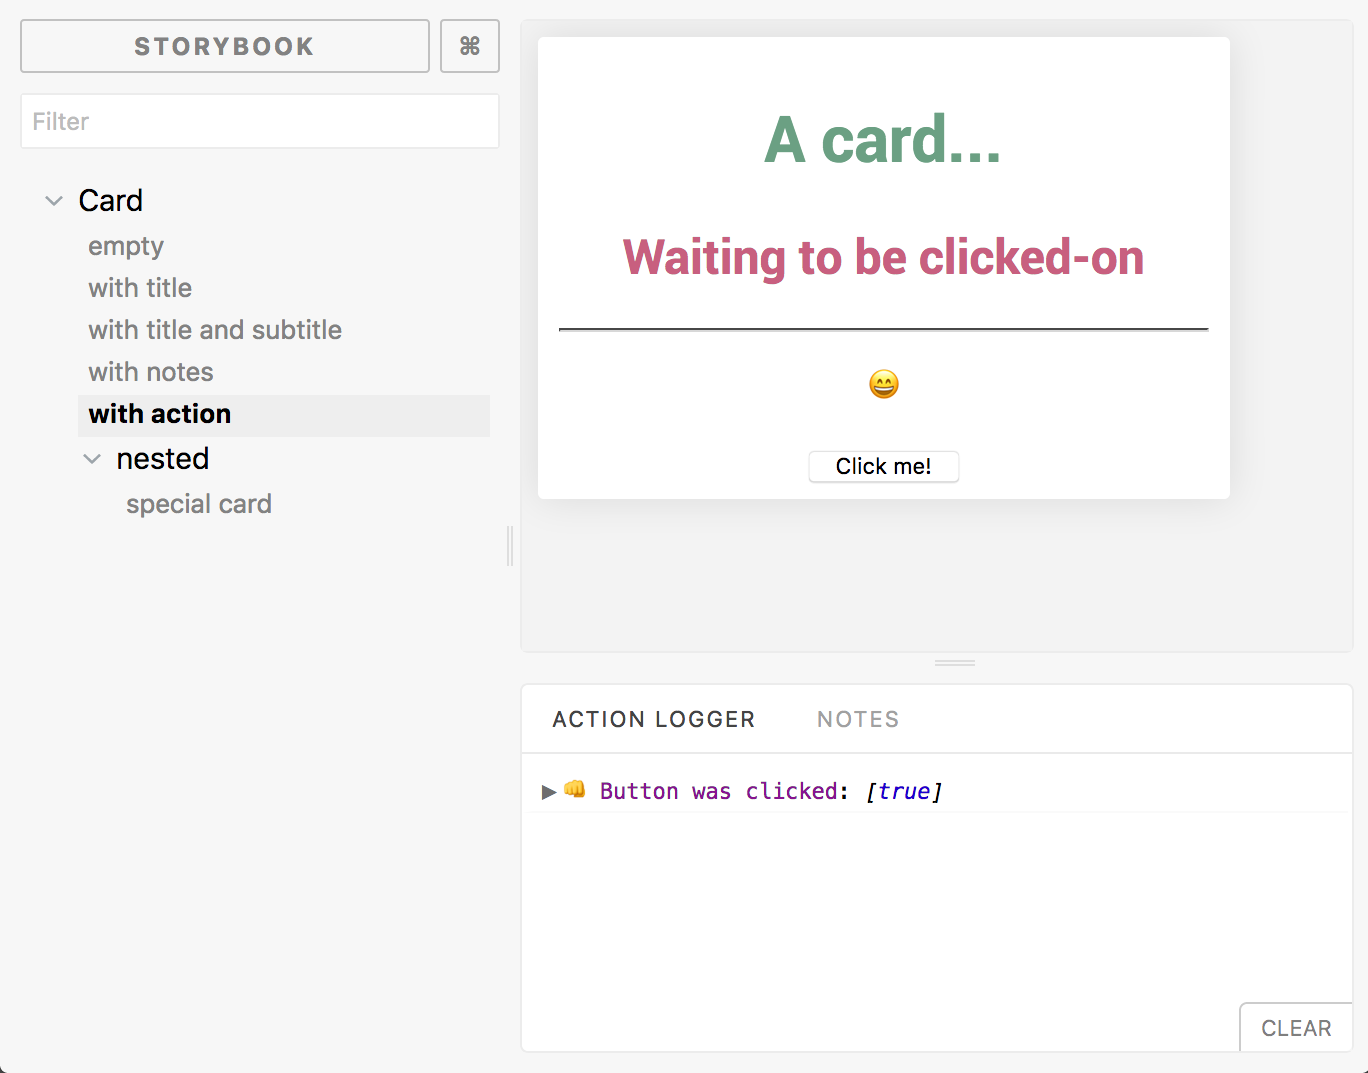 STORYBOOK
⌘
Filter
Card
empty
with title
with title and subtitle
with notes
with action
nested
special card
A card...
Waiting to be clicked-on
😄
Click me!
ACTION LOGGER
NOTES
▶👊 Button was clicked: [true]
CLEAR